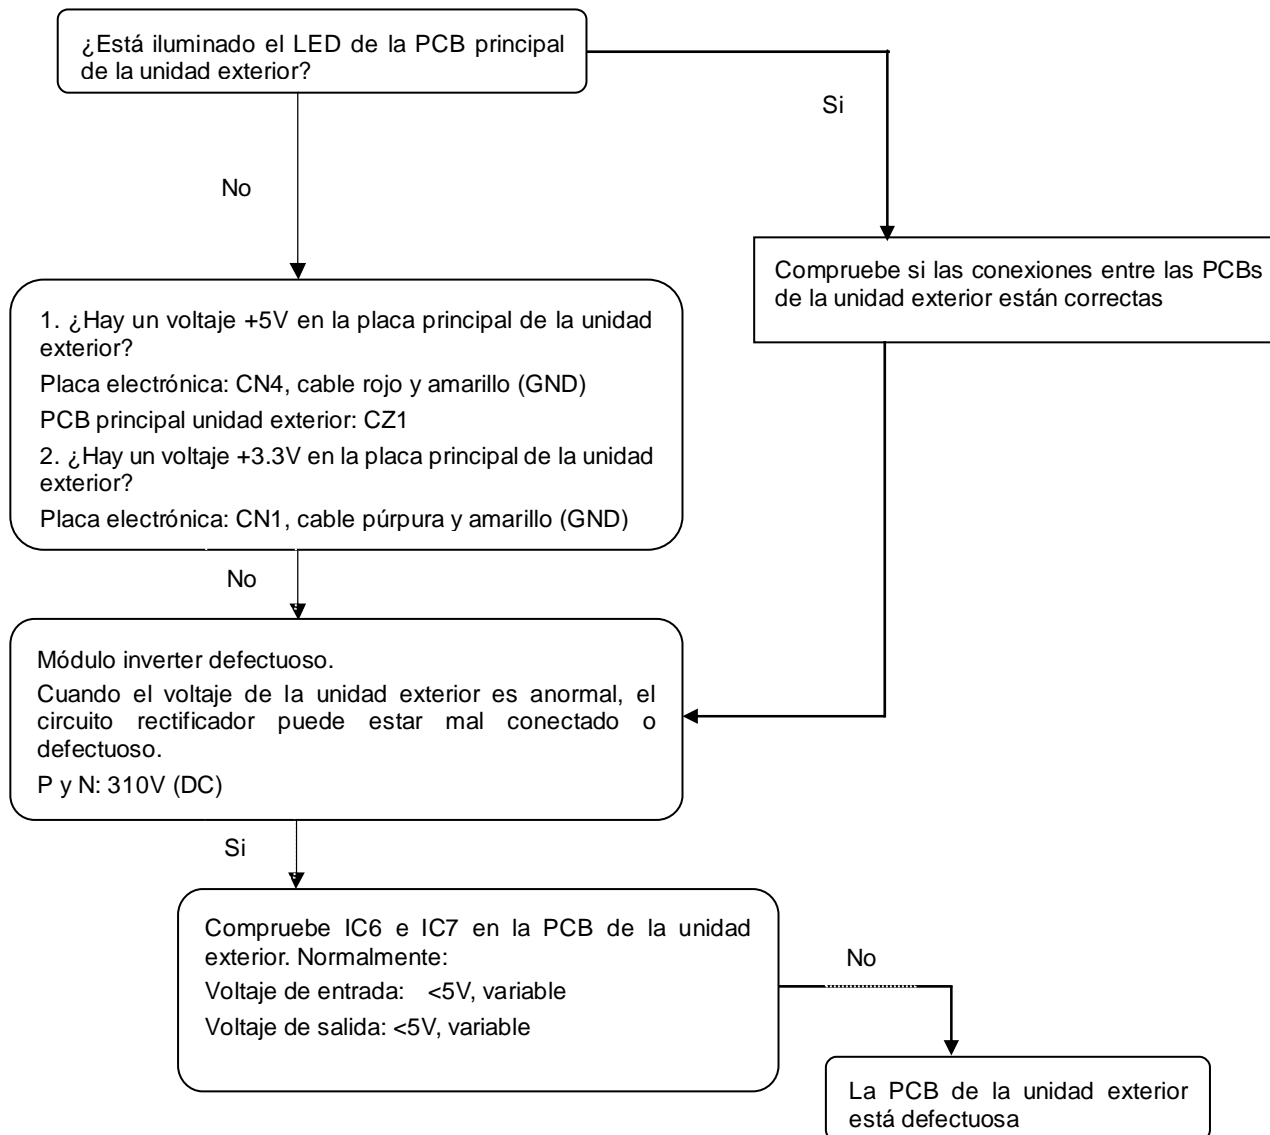 ¿Está iluminado el LED de la PCB principal
de la unidad exterior?
Si
No
Compruebe si las conexiones entre las PCBs
de la unidad exterior están correctas
1. ¿Hay un voltaje +5V en la placa principal de la unidad
exterior?
Placa electrónica: CN4, cable rojo y amarillo (GND)
PCB principal unidad exterior: CZ1
2. ¿Hay un voltaje +3.3V en la placa principal de la unidad
exterior?
Placa electrónica: CN1, cable púrpura y amarillo (GND)
No
Módulo inverter defectuoso.
Cuando el voltaje de la unidad exterior es anormal, el
circuito rectificador puede estar mal conectado o
defectuoso.
P y N: 310V (DC)
Si
Compruebe IC6 e IC7 en la PCB de la unidad
exterior. Normalmente:
Voltaje de entrada: <5V, variable
Voltaje de salida: <5V, variable
No
La PCB de la unidad exterior
está defectuosa